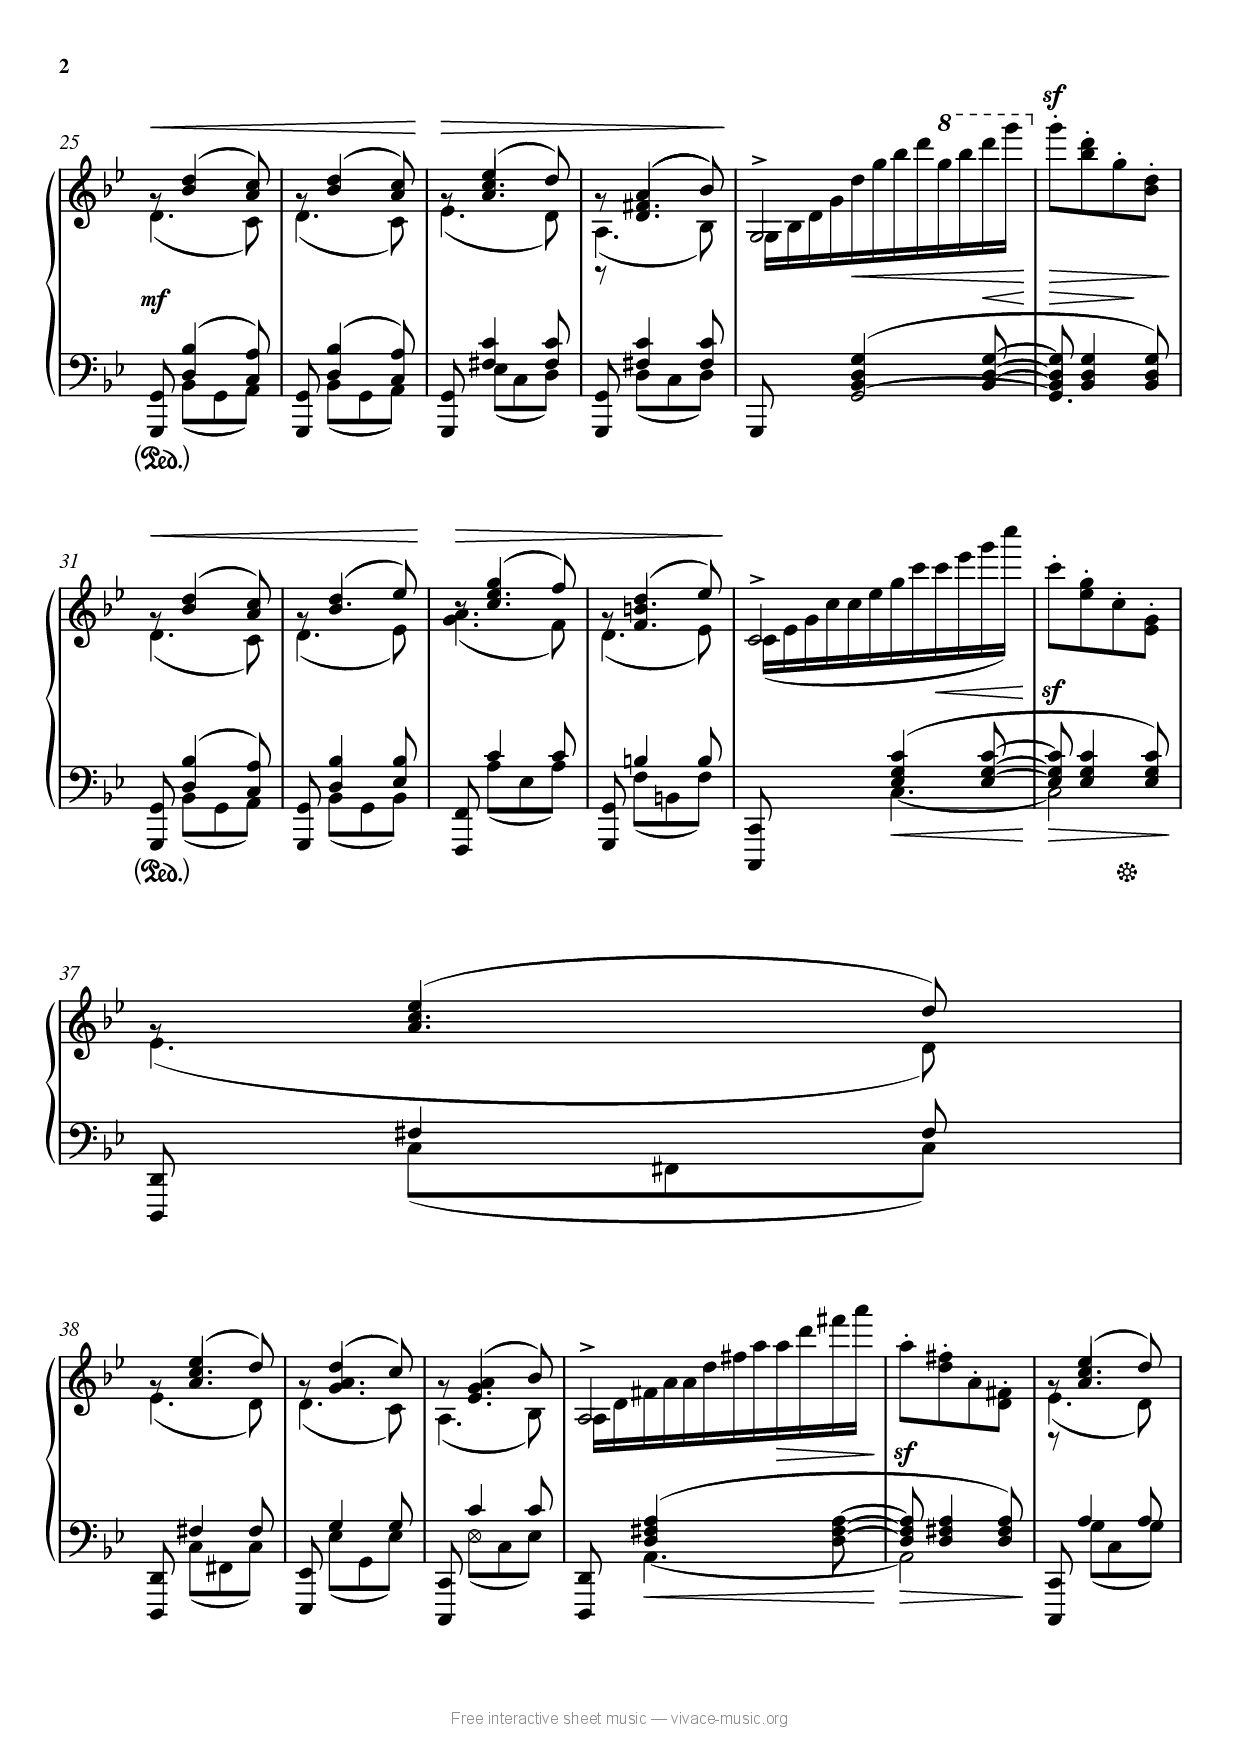 2
sf
25
8
mf
(Ped.)
31
sf
(Ped.)
37
38
sf
Free interactive sheet music — vivace-music.org